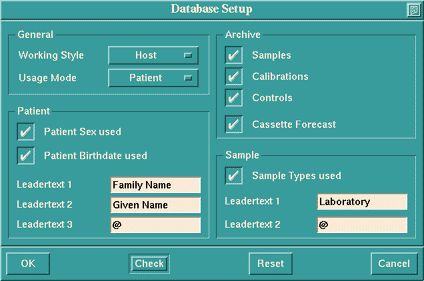 Database Setup
General
Working Style Host
Usage Mode Patient
Patient
Patient Sex used
Patient Birthdate used
Leadertext 1 Family Name
Leadertext 2 Given Name
Leadertext 3 @
Archive
Samples
Calibrations
Controls
Cassette Forecast
Sample
Sample Types used
Leadertext 1 Laboratory
Leadertext 2 @
OK Check Reset Cancel